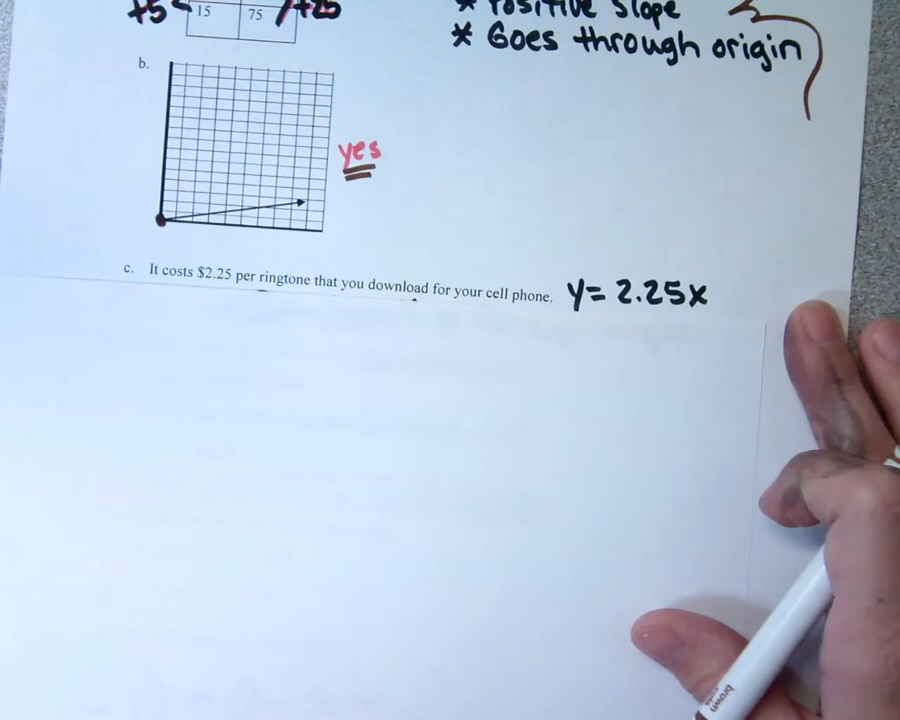 +5 15 75 +25
* Positive slope
* Goes through origin
b.
yes
c. It costs $2.25 per ringtone that you download for your cell phone. y = 2.25x
brown